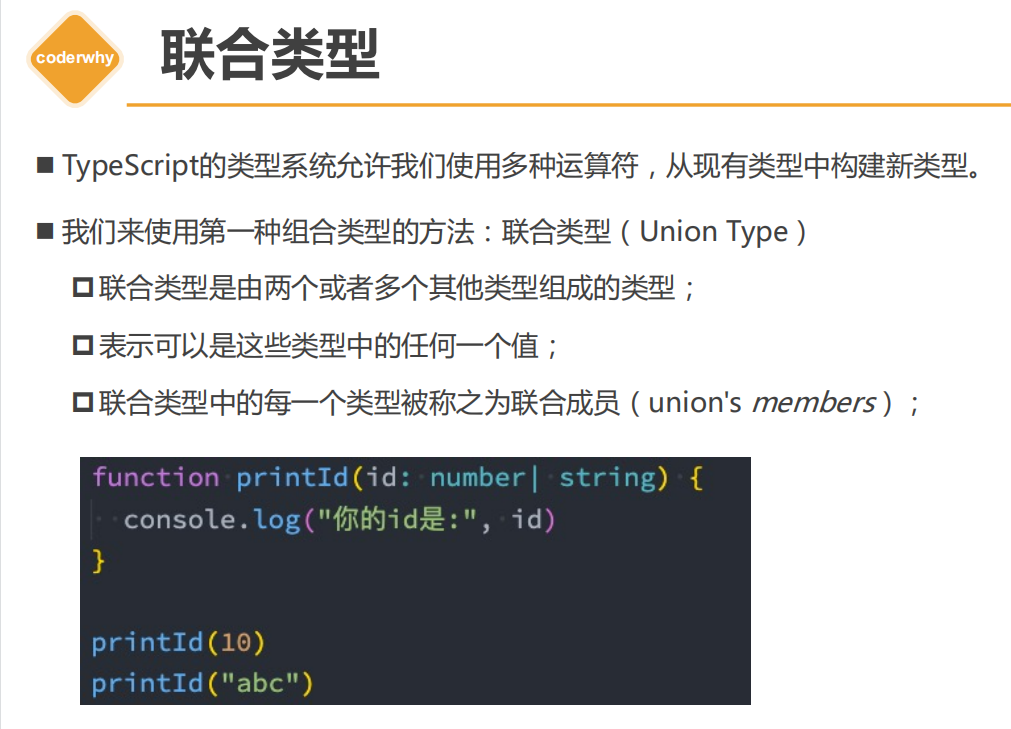 coderwhy
联合类型
TypeScript的类型系统允许我们使用多种运算符，从现有类型中构建新类型。
我们来使用第一种组合类型的方法：联合类型（Union Type）
联合类型是由两个或者多个其他类型组成的类型；
表示可以是这些类型中的任何一个值；
联合类型中的每一个类型被称之为联合成员（union's members）；
function printId(id: number| string) {
  console.log("你的id是:", id)
}
printId(10)
printId("abc")